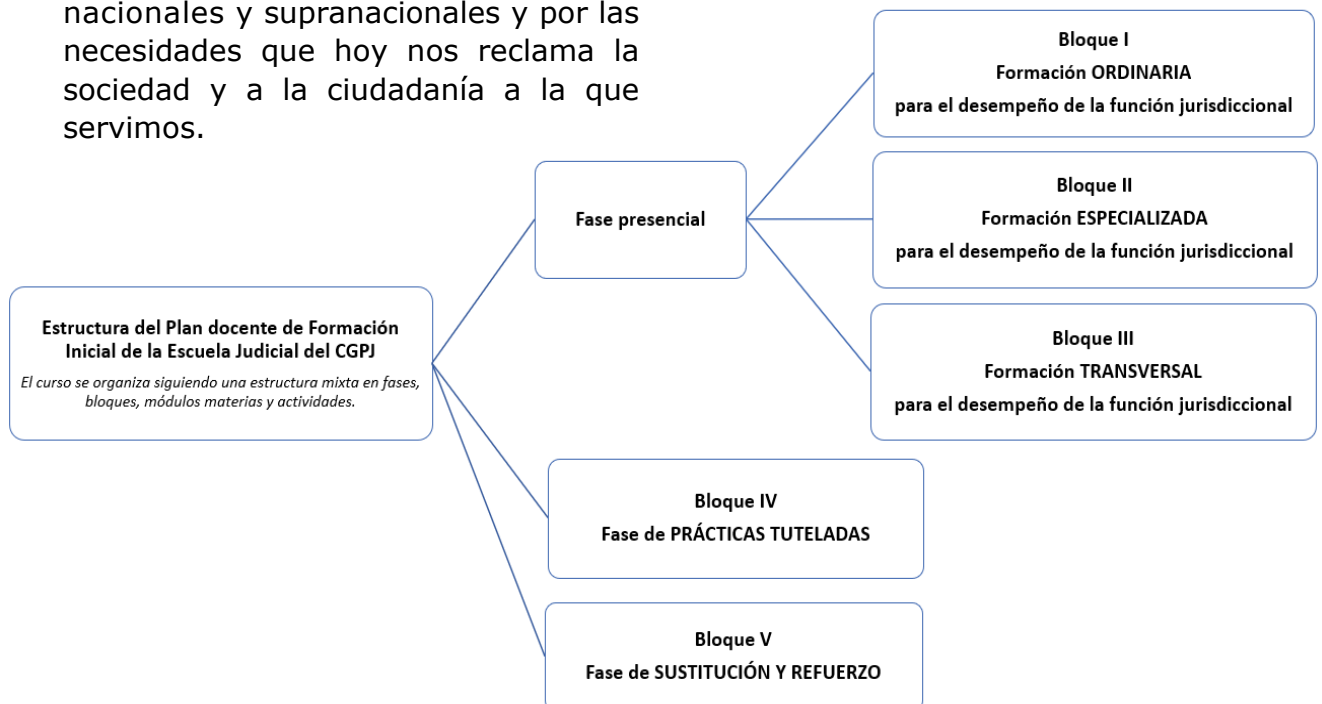 nacionales y supranacionales y por las
necesidades que hoy nos reclama la
sociedad y a la ciudadanía a la que
servimos.
Estructura del Plan docente de Formación
Inicial de la Escuela Judicial del CGPJ
El curso se organiza siguiendo una estructura mixta en fases,
bloques, módulos materias y actividades.
Fase presencial
Bloque I
Formación ORDINARIA
para el desempeño de la función jurisdiccional
Bloque II
Formación ESPECIALIZADA
para el desempeño de la función jurisdiccional
Bloque III
Formación TRANSVERSAL
para el desempeño de la función jurisdiccional
Bloque IV
Fase de PRÁCTICAS TUTELADAS
Bloque V
Fase de SUSTITUCIÓN Y REFUERZO